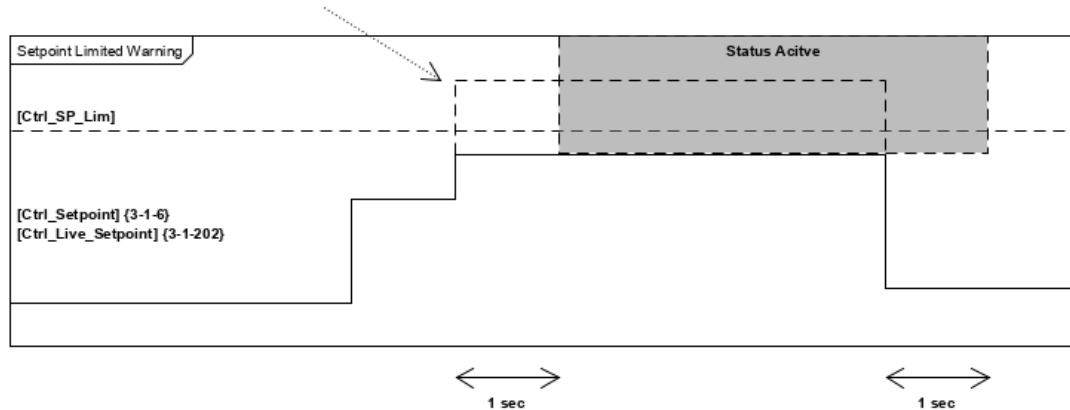 Setpoint Limited Warning
Status Acitve
[Ctrl_SP_Lim]
[Ctrl_Setpoint] {3-1-6}
[Ctrl_Live_Setpoint] {3-1-202}
1 sec
1 sec